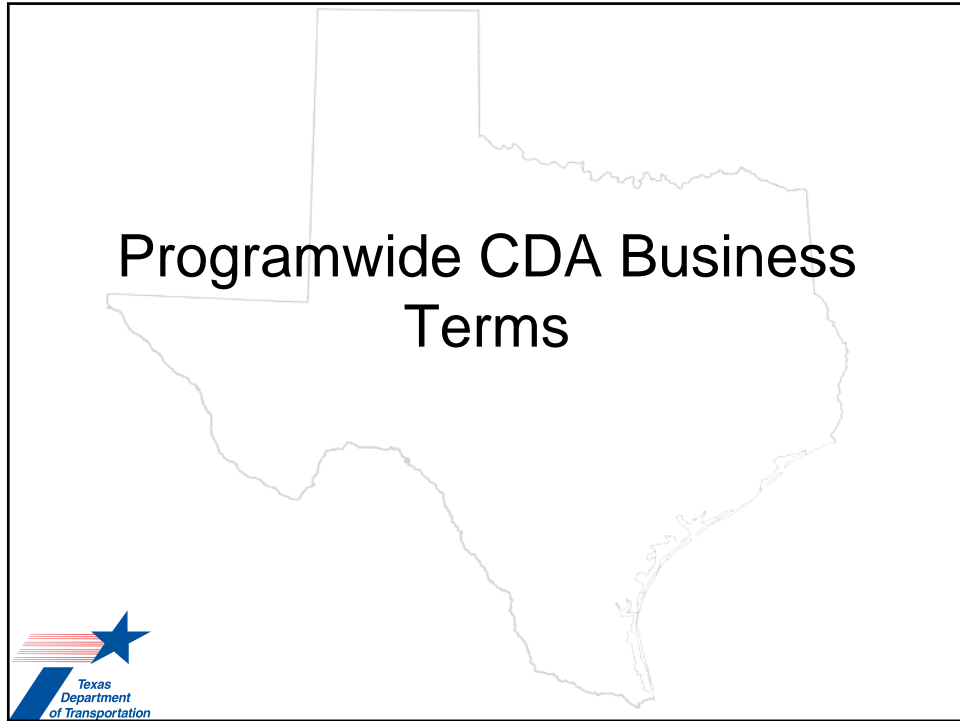 Programwide CDA Business
Terms
Texas
Department
of Transportation